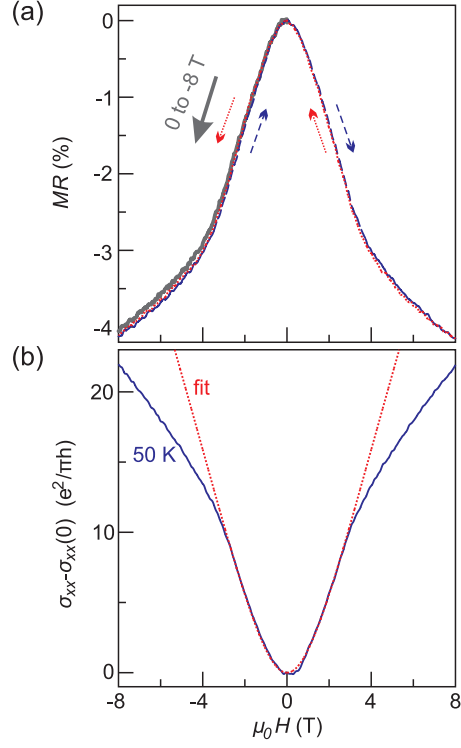 (a)
0
-1
-2
-3
-4
MR (%)
0 to -8 T
(b)
20
10
0
σxx-σxx(0) (e²/πh)
fit
50 K
-8 -4 0 4 8
μ₀H (T)